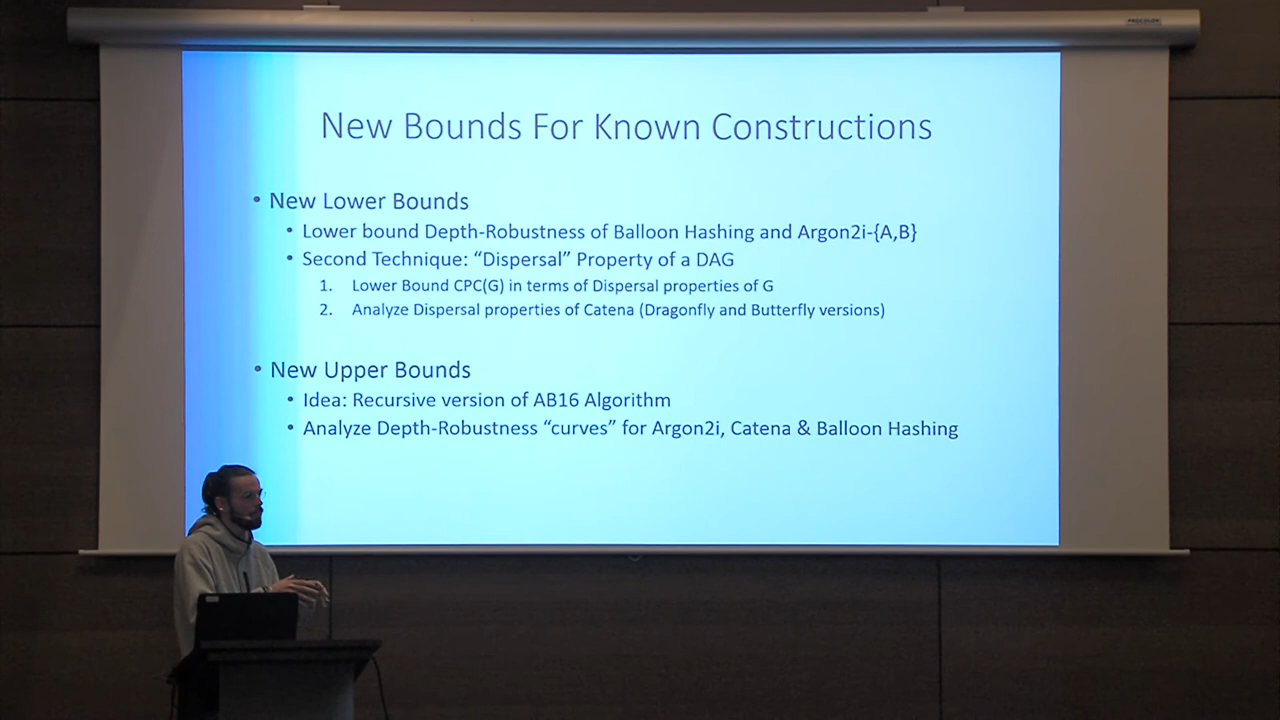 PROCOLOR
New Bounds For Known Constructions
• New Lower Bounds
• Lower bound Depth-Robustness of Balloon Hashing and Argon2i-{A,B}
• Second Technique: “Dispersal” Property of a DAG
1. Lower Bound CPC(G) in terms of Dispersal properties of G
2. Analyze Dispersal properties of Catena (Dragonfly and Butterfly versions)
• New Upper Bounds
• Idea: Recursive version of AB16 Algorithm
• Analyze Depth-Robustness “curves” for Argon2i, Catena & Balloon Hashing